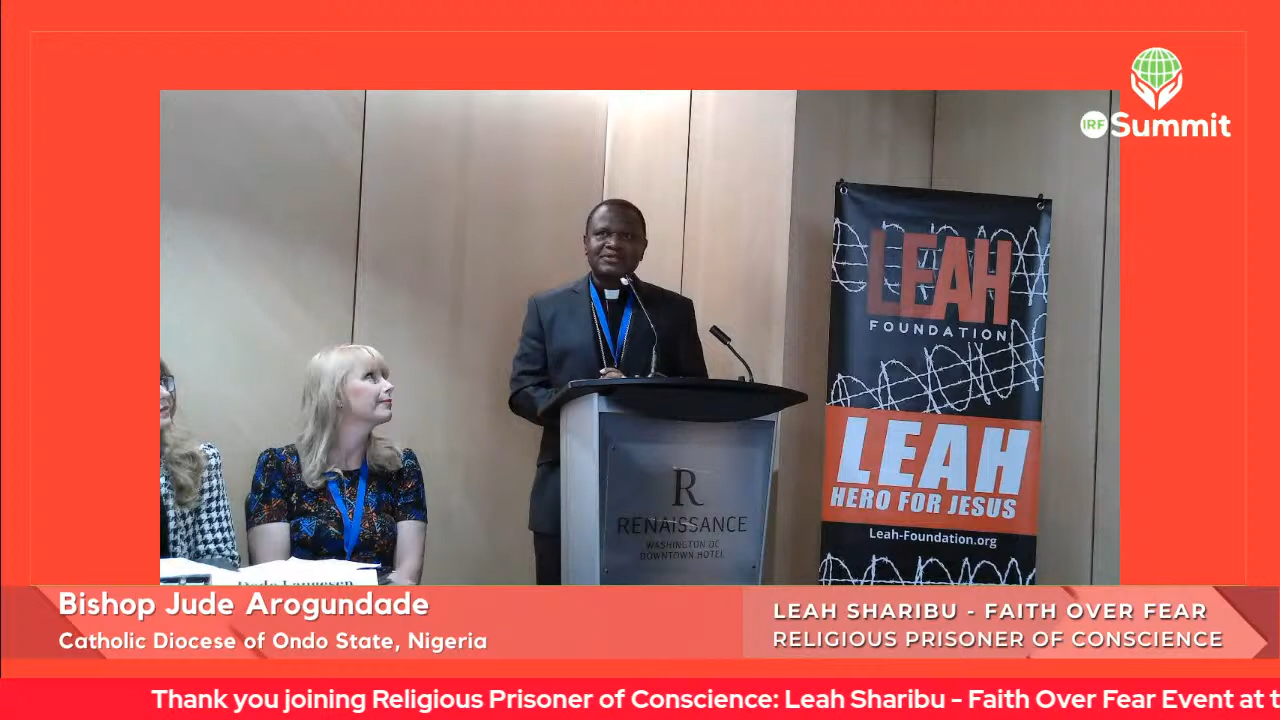 IRF Summit
LEAH
FOUNDATION
LEAH
HERO FOR JESUS
Leah-Foundation.org
R
RENAISSANCE
WASHINGTON DC
DOWNTOWN HOTEL
Bishop Jude Arogundade
Catholic Diocese of Ondo State, Nigeria
LEAH SHARIBU - FAITH OVER FEAR
RELIGIOUS PRISONER OF CONSCIENCE
Thank you joining Religious Prisoner of Conscience: Leah Sharibu - Faith Over Fear Event at t